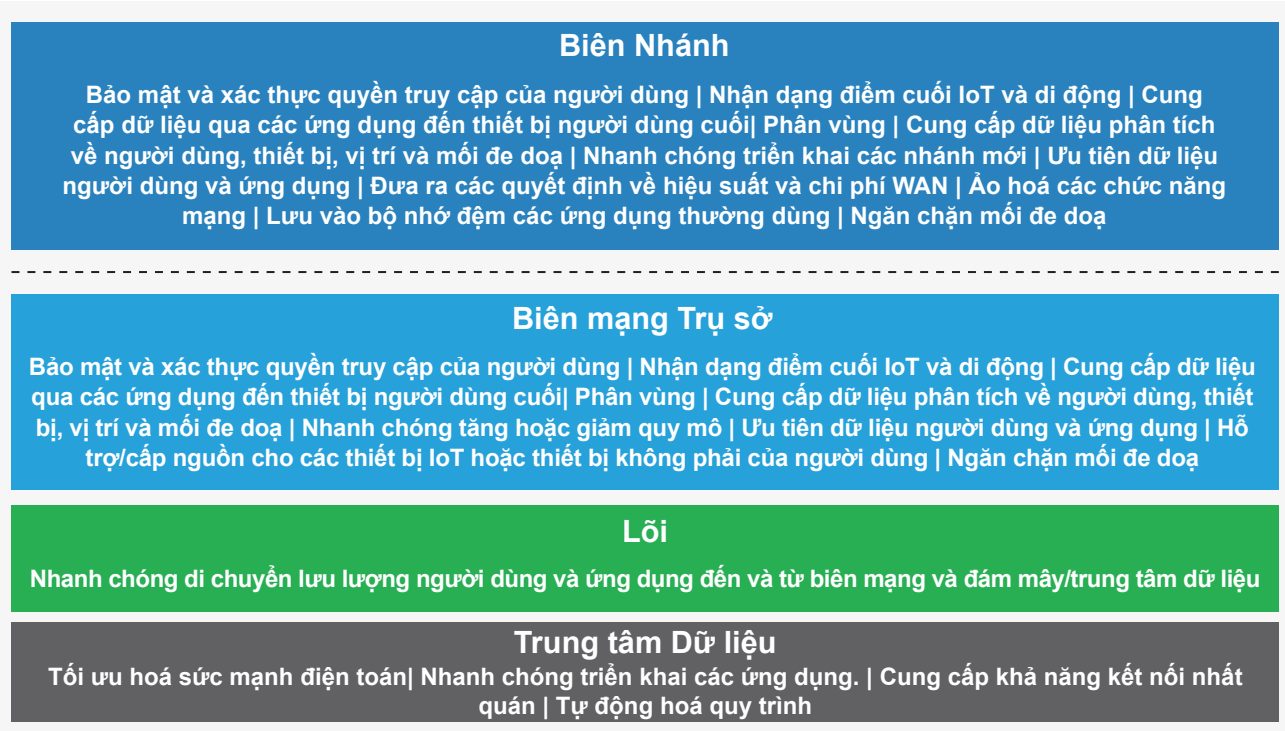 Biên Nhánh
Bảo mật và xác thực quyền truy cập của người dùng | Nhận dạng điểm cuối IoT và di động | Cung
cấp dữ liệu qua các ứng dụng đến thiết bị người dùng cuối| Phân vùng | Cung cấp dữ liệu phân tích
về người dùng, thiết bị, vị trí và mối đe doạ | Nhanh chóng triển khai các nhánh mới | Ưu tiên dữ liệu
người dùng và ứng dụng | Đưa ra các quyết định về hiệu suất và chi phí WAN | Ảo hoá các chức năng
mạng | Lưu vào bộ nhớ đệm các ứng dụng thường dùng | Ngăn chặn mối đe doạ
Biên mạng Trụ sở
Bảo mật và xác thực quyền truy cập của người dùng | Nhận dạng điểm cuối IoT và di động | Cung cấp dữ liệu
qua các ứng dụng đến thiết bị người dùng cuối| Phân vùng | Cung cấp dữ liệu phân tích về người dùng, thiết
bị, vị trí và mối đe doạ | Nhanh chóng tăng hoặc giảm quy mô | Ưu tiên dữ liệu người dùng và ứng dụng | Hỗ
trợ/cấp nguồn cho các thiết bị IoT hoặc thiết bị không phải của người dùng | Ngăn chặn mối đe doạ
Lõi
Nhanh chóng di chuyển lưu lượng người dùng và ứng dụng đến và từ biên mạng và đám mây/trung tâm dữ liệu
Trung tâm Dữ liệu
Tối ưu hoá sức mạnh điện toán| Nhanh chóng triển khai các ứng dụng. | Cung cấp khả năng kết nối nhất
quán | Tự động hoá quy trình